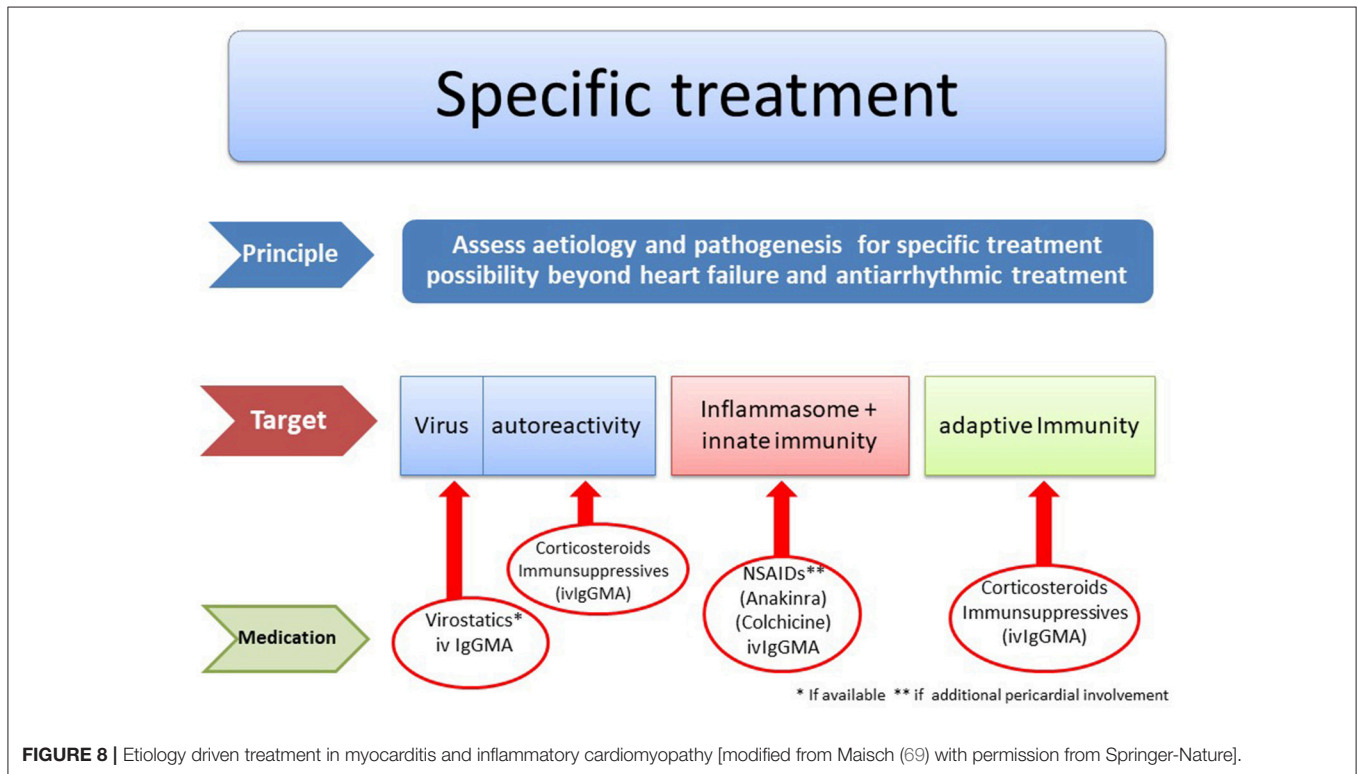 Specific treatment
Principle
Assess aetiology and pathogenesis for specific treatment
possibility beyond heart failure and antiarrhythmic treatment
Target
Virus
autoreactivity
Inflammasome +
innate immunity
adaptive Immunity
Medication
Virostatics*
iv IgGMA
Corticosteroids
Immunsuppressives
(ivIgGMA)
NSAIDs**
(Anakinra)
(Colchicine)
ivIgGMA
Corticosteroids
Immunsuppressives
(ivIgGMA)
* If available ** if additional pericardial involvement
FIGURE 8 | Etiology driven treatment in myocarditis and inflammatory cardiomyopathy [modified from Maisch (69) with permission from Springer-Nature].